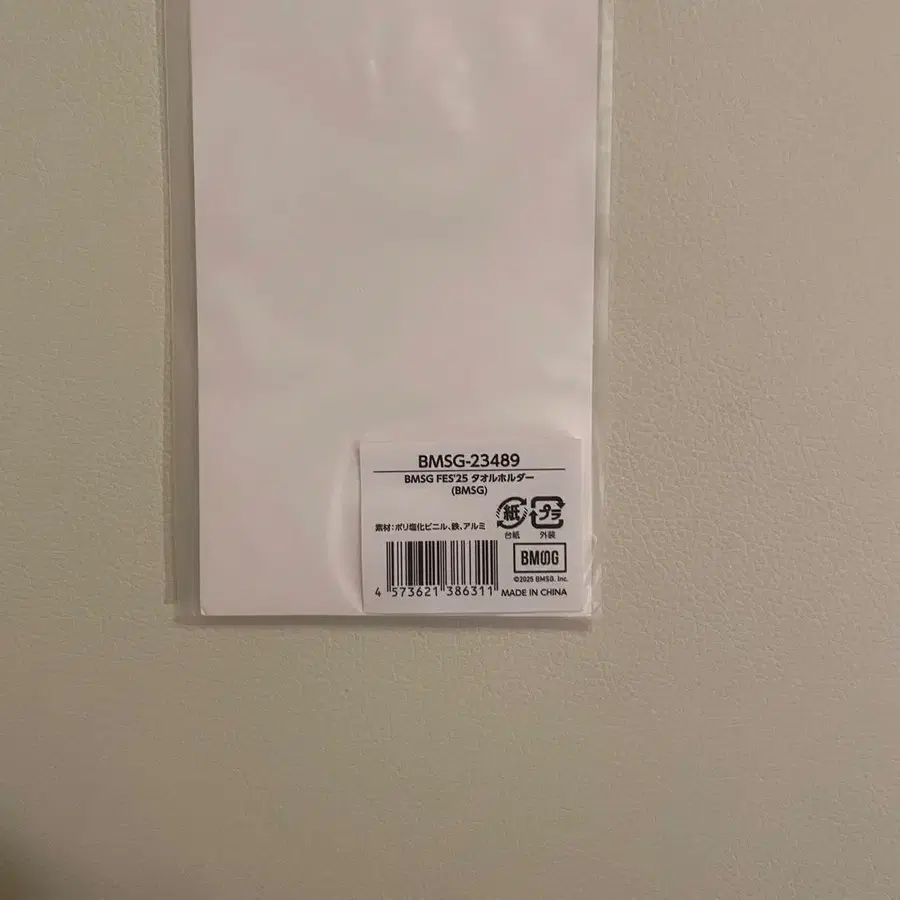 BMSG-23489
BMSG FES'25 タオルホルダー
(BMSG)
紙 プラ
台紙 外装
素材：ポリ塩化ビニル、鉄、アルミ
BMSG
©2025 BMSG. Inc.
4 573621 386311
MADE IN CHINA